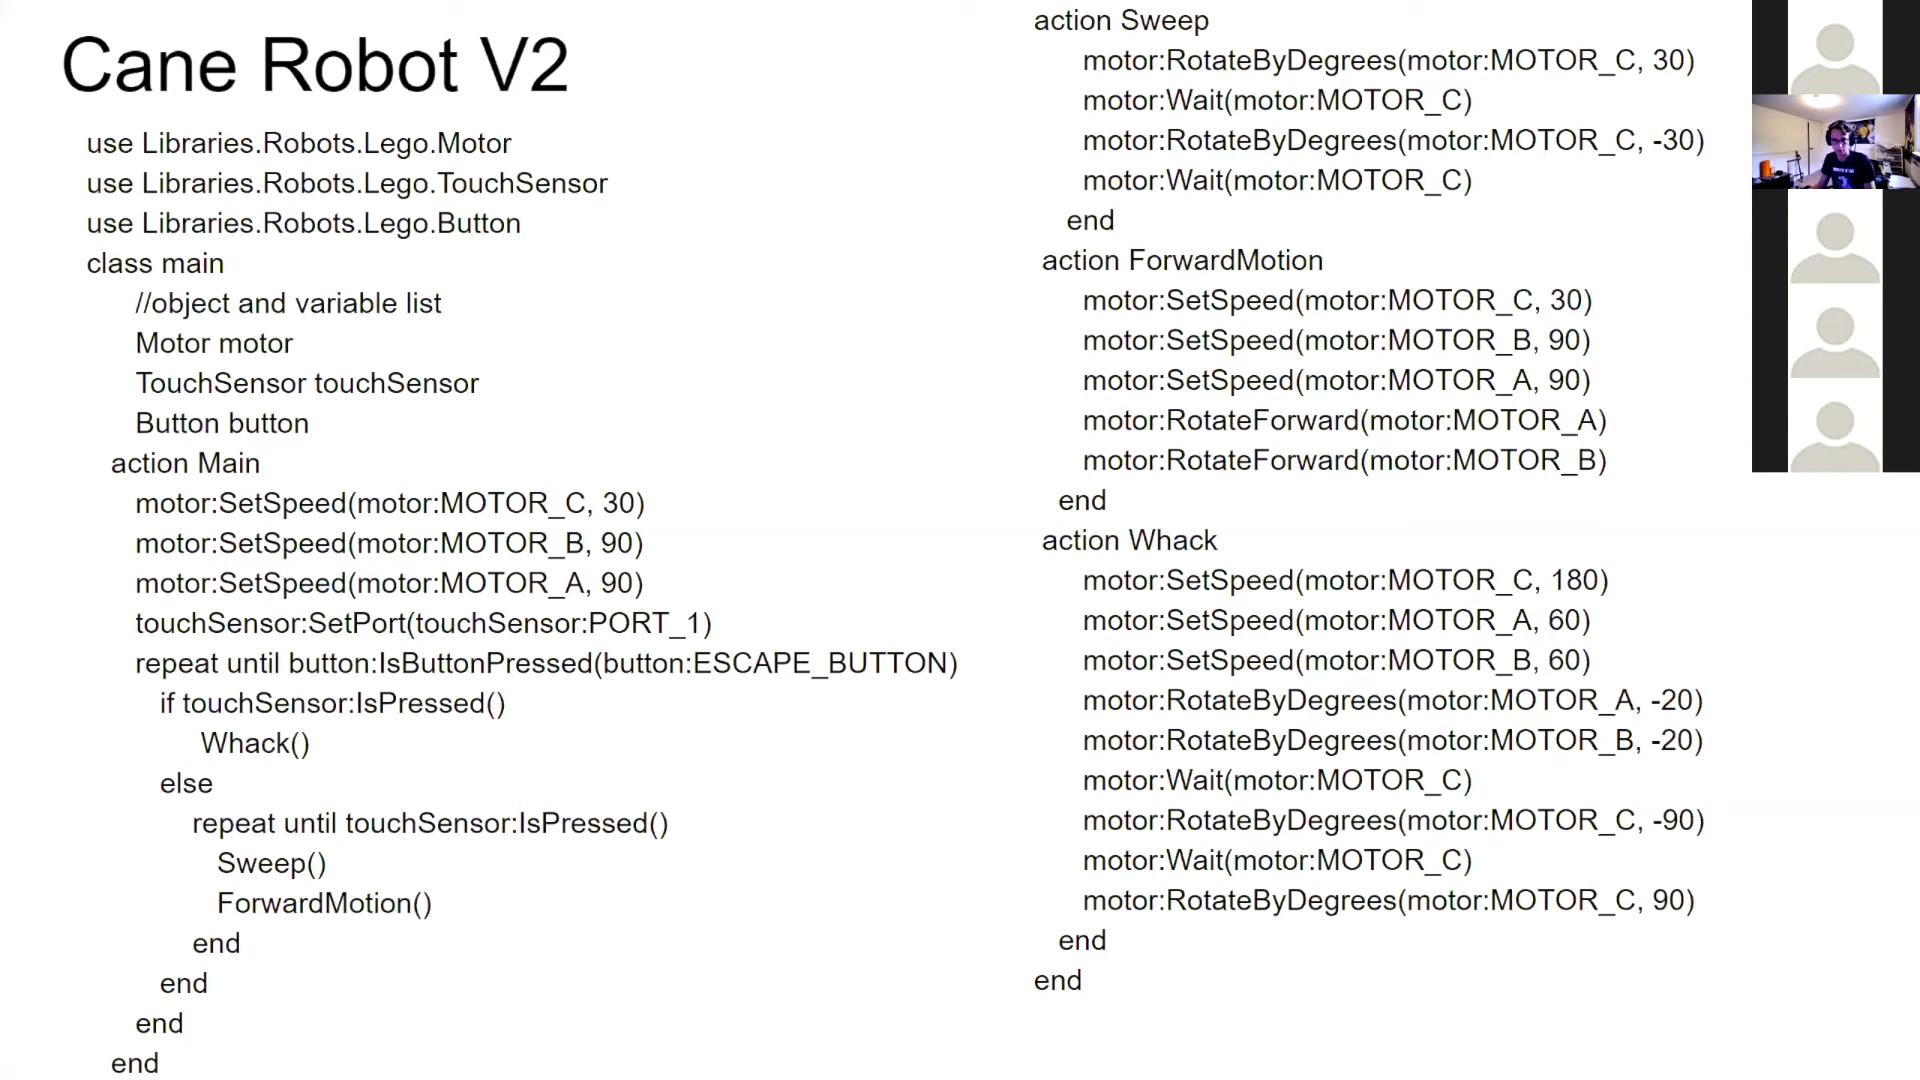 Cane Robot V2
use Libraries.Robots.Lego.Motor
use Libraries.Robots.Lego.TouchSensor
use Libraries.Robots.Lego.Button
class main
//object and variable list
Motor motor
TouchSensor touchSensor
Button button
action Main
motor:SetSpeed(motor:MOTOR_C, 30)
motor:SetSpeed(motor:MOTOR_B, 90)
motor:SetSpeed(motor:MOTOR_A, 90)
touchSensor:SetPort(touchSensor:PORT_1)
repeat until button:IsButtonPressed(button:ESCAPE_BUTTON)
if touchSensor:IsPressed()
Whack()
else
repeat until touchSensor:IsPressed()
Sweep()
ForwardMotion()
end
end
end
end
action Sweep
motor:RotateByDegrees(motor:MOTOR_C, 30)
motor:Wait(motor:MOTOR_C)
motor:RotateByDegrees(motor:MOTOR_C, -30)
motor:Wait(motor:MOTOR_C)
end
action ForwardMotion
motor:SetSpeed(motor:MOTOR_C, 30)
motor:SetSpeed(motor:MOTOR_B, 90)
motor:SetSpeed(motor:MOTOR_A, 90)
motor:RotateForward(motor:MOTOR_A)
motor:RotateForward(motor:MOTOR_B)
end
action Whack
motor:SetSpeed(motor:MOTOR_C, 180)
motor:SetSpeed(motor:MOTOR_A, 60)
motor:SetSpeed(motor:MOTOR_B, 60)
motor:RotateByDegrees(motor:MOTOR_A, -20)
motor:RotateByDegrees(motor:MOTOR_B, -20)
motor:Wait(motor:MOTOR_C)
motor:RotateByDegrees(motor:MOTOR_C, -90)
motor:Wait(motor:MOTOR_C)
motor:RotateByDegrees(motor:MOTOR_C, 90)
end
end